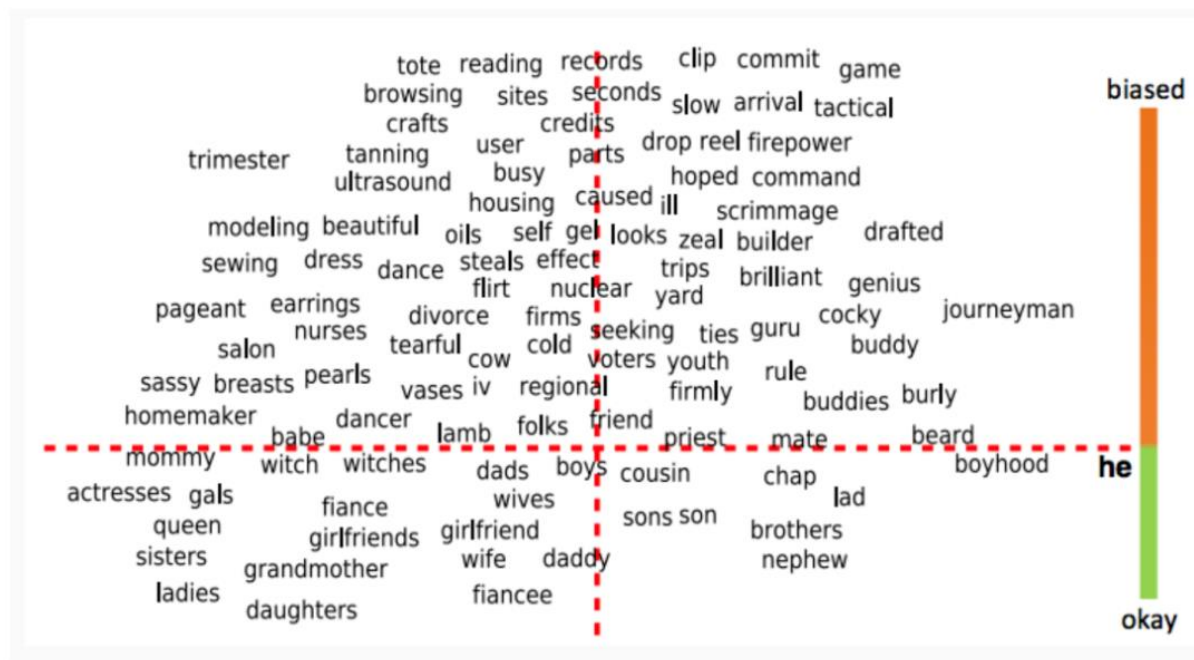 tote reading records clip commit game
biased
browsing sites seconds slow arrival tactical
crafts credits
drop reel firepower
trimester tanning user parts
ultrasound busy hoped command
housing caused ill scrimmage
modeling beautiful oils self gel looks zeal builder drafted
sewing dress dance steals effect trips brilliant genius
flirt nuclear yard
pageant earrings divorce firms cocky journeyman
nurses seeking ties guru buddy
salon tearful cow cold voters youth rule
sassy breasts pearls vases iv regional firmly buddies burly
homemaker dancer lamb folks friend
babe priest mate beard
mommy witch witches dads boys cousin chap boyhood he
actresses gals fiance wives lad
queen girlfriends girlfriend sons son brothers
sisters grandmother wife daddy nephew
ladies daughters fiancee
okay